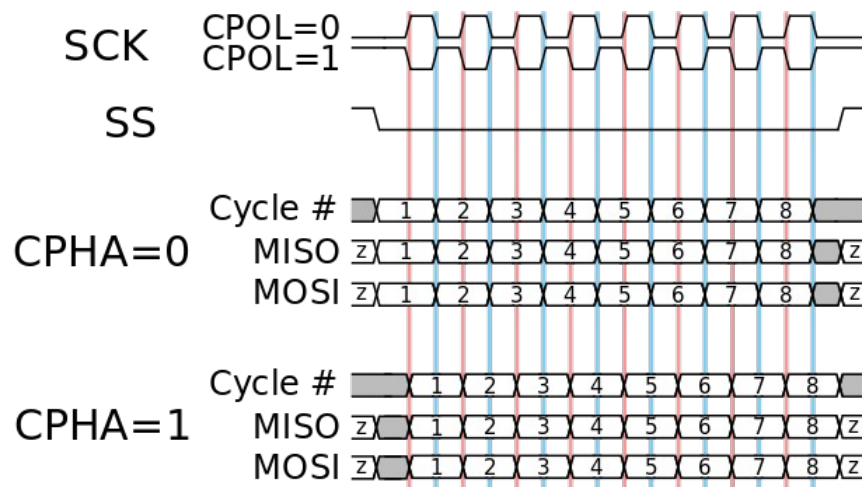 CPOL=0
SCK
CPOL=1
SS
Cycle # 1 2 3 4 5 6 7 8
CPHA=0
MISO z 1 2 3 4 5 6 7 8 z
MOSI z 1 2 3 4 5 6 7 8 z
Cycle # 1 2 3 4 5 6 7 8
CPHA=1
MISO z 1 2 3 4 5 6 7 8 z
MOSI z 1 2 3 4 5 6 7 8 z